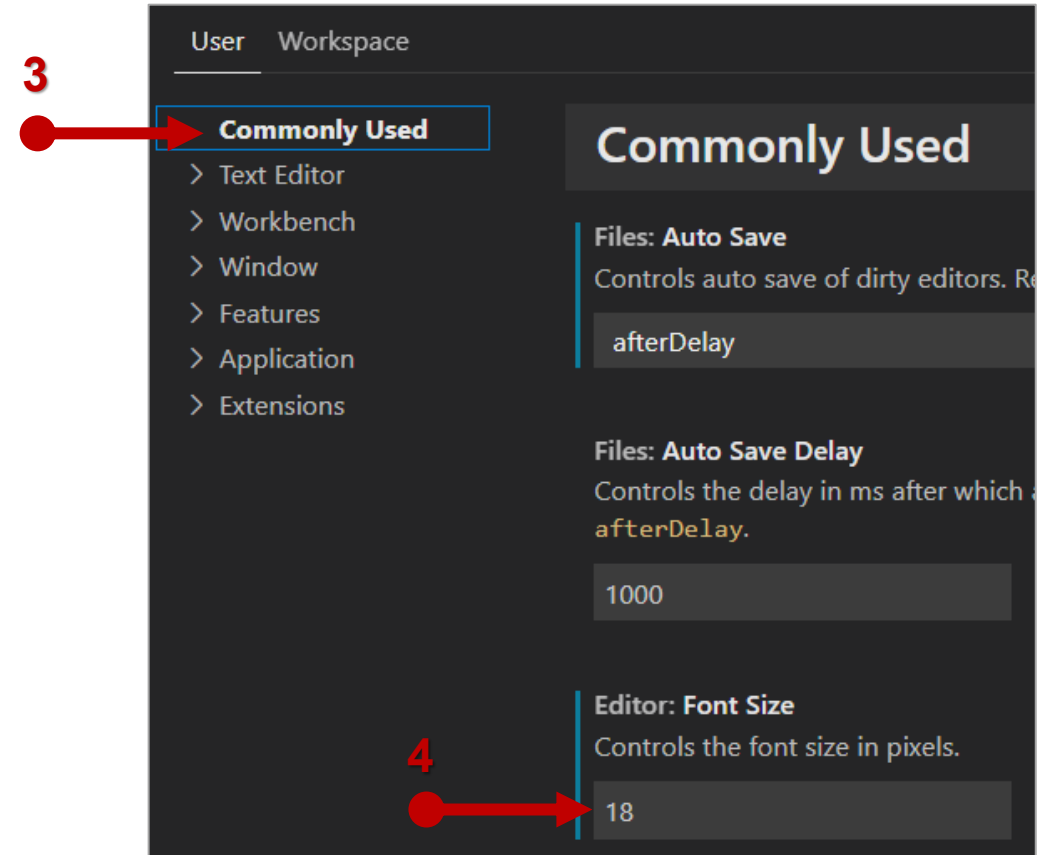 User Workspace
3
Commonly Used
Text Editor
Workbench
Window
Features
Application
Extensions
Commonly Used
Files: Auto Save
Controls auto save of dirty editors.
afterDelay
Files: Auto Save Delay
Controls the delay in ms after which
afterDelay.
1000
Editor: Font Size
Controls the font size in pixels.
4
18